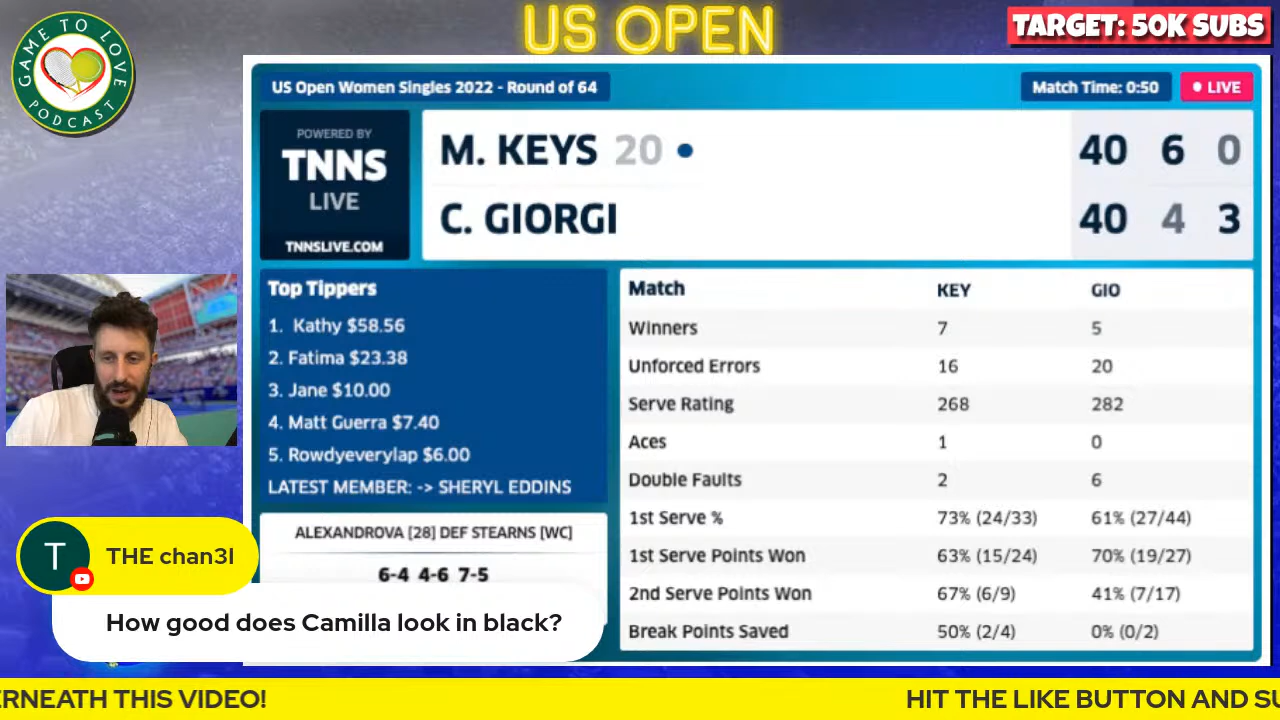 GAME TO LOVE
PODCAST
US OPEN
TARGET: 50K SUBS
US Open Women Singles 2022 - Round of 64
Match Time: 0:50
LIVE
POWERED BY
TNNS
LIVE
TNNSLIVE.COM
M. KEYS 20 40 6 0
C. GIORGI 40 4 3
Top Tippers
1. Kathy $58.56
2. Fatima $23.38
3. Jane $10.00
4. Matt Guerra $7.40
5. Rowdyeverylap $6.00
LATEST MEMBER: -> SHERYL EDDINS
ALEXANDROVA [28] DEF STEARNS [WC]
6-4 4-6 7-5
Match KEY GIO
Winners 7 5
Unforced Errors 16 20
Serve Rating 268 282
Aces 1 0
Double Faults 2 6
1st Serve % 73% (24/33) 61% (27/44)
1st Serve Points Won 63% (15/24) 70% (19/27)
2nd Serve Points Won 67% (6/9) 41% (7/17)
Break Points Saved 50% (2/4) 0% (0/2)
T
THE chan3l
How good does Camilla look in black?
ERNEATH THIS VIDEO!
HIT THE LIKE BUTTON AND SU